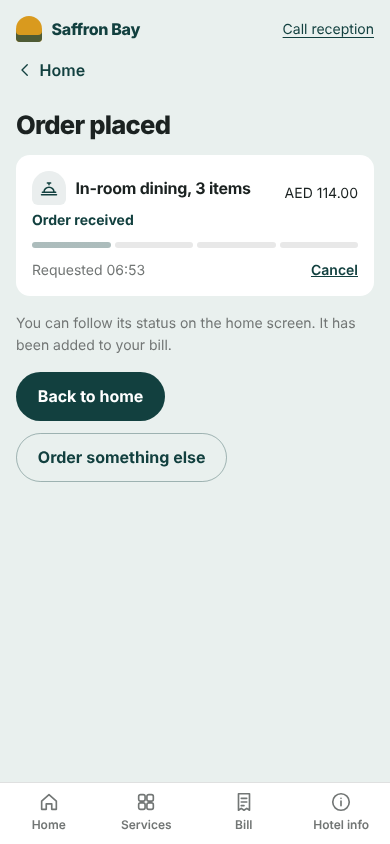 Saffron Bay
Call reception
Home
Order placed
In-room dining, 3 items
AED 114.00
Order received
Requested 06:53
Cancel
You can follow its status on the home screen. It has
been added to your bill.
Back to home
Order something else
Home
Services
Bill
Hotel info